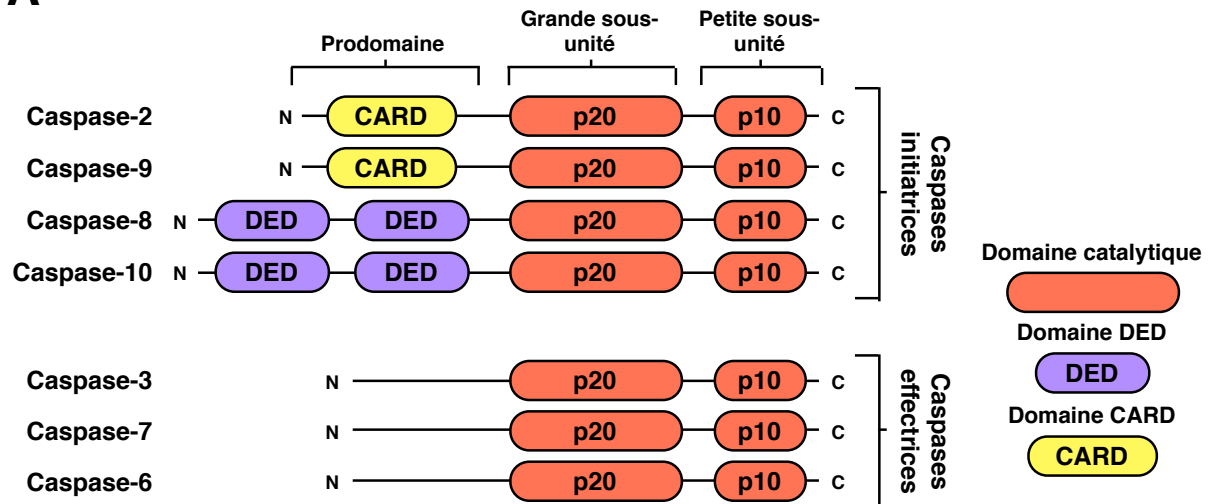 A
Grande sous-
unité
Petite sous-
unité
Prodomaine
Caspase-2 N CARD p20 p10 C
Caspase-9 N CARD p20 p10 C
Caspase-8 N DED DED p20 p10 C
Caspase-10 N DED DED p20 p10 C
Caspases
initiatrices
Caspase-3 N p20 p10 C
Caspase-7 N p20 p10 C
Caspase-6 N p20 p10 C
Caspases
effectrices
Domaine catalytique
Domaine DED
DED
Domaine CARD
CARD